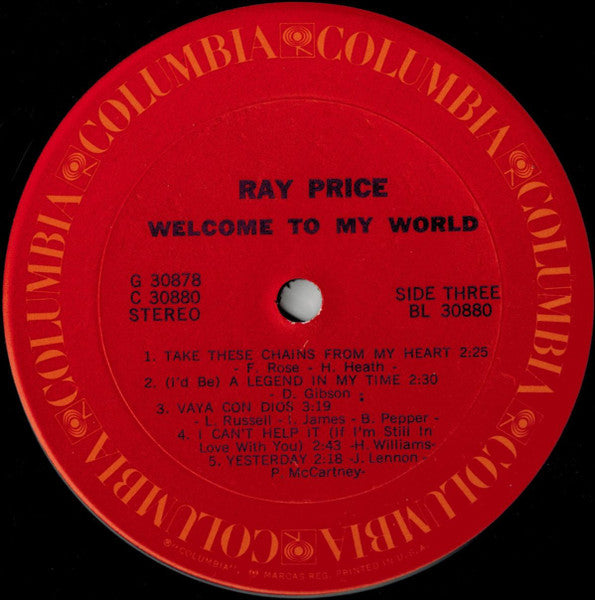 COLUMBIA COLUMBIA COLUMBIA COLUMBIA COLUMBIA COLUMBIA
RAY PRICE
WELCOME TO MY WORLD
G 30878
C 30880
STEREO
SIDE THREE
BL 30880
1. TAKE THESE CHAINS FROM MY HEART 2:25
- F. Rose - H. Heath -
2. (I'd Be) A LEGEND IN MY TIME 2:30
- D. Gibson -
3. VAYA CON DIOS 3:19
- L. Russell - I. James - B. Pepper -
4. I CAN'T HELP IT (If I'm Still In
Love With You) 2:43 -H. Williams-
5. YESTERDAY 2:18 -J. Lennon -
P. McCartney-
® "COLUMBIA", MARCAS REG. PRINTED IN U.S.A.